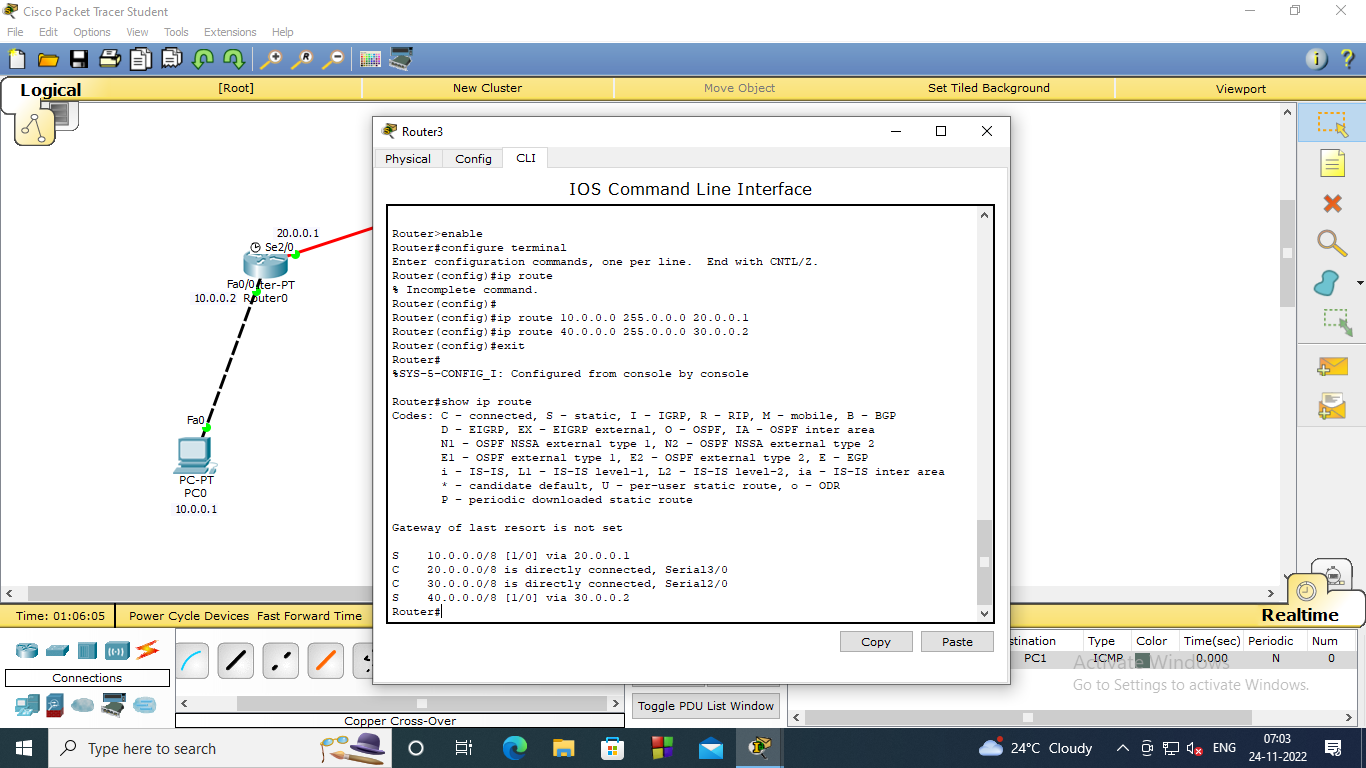 Cisco Packet Tracer Student
File Edit Options View Tools Extensions Help
Logical [Root] New Cluster Move Object Set Tiled Background Viewport
Router3
Physical Config CLI
IOS Command Line Interface
Router>enable
Router#configure terminal
Enter configuration commands, one per line.  End with CNTL/Z.
Router(config)#ip route
% Incomplete command.
Router(config)#
Router(config)#ip route 10.0.0.0 255.0.0.0 20.0.0.1
Router(config)#ip route 40.0.0.0 255.0.0.0 30.0.0.2
Router(config)#exit
Router#
%SYS-5-CONFIG_I: Configured from console by console
Router#show ip route
Codes: C - connected, S - static, I - IGRP, R - RIP, M - mobile, B - BGP
D - EIGRP, EX - EIGRP external, O - OSPF, IA - OSPF inter area
N1 - OSPF NSSA external type 1, N2 - OSPF NSSA external type 2
E1 - OSPF external type 1, E2 - OSPF external type 2, E - EGP
i - IS-IS, L1 - IS-IS level-1, L2 - IS-IS level-2, ia - IS-IS inter area
* - candidate default, U - per-user static route, o - ODR
P - periodic downloaded static route
Gateway of last resort is not set
S    10.0.0.0/8 [1/0] via 20.0.0.1
C    20.0.0.0/8 is directly connected, Serial3/0
C    30.0.0.0/8 is directly connected, Serial2/0
S    40.0.0.0/8 [1/0] via 30.0.0.2
Router#
Copy Paste
20.0.0.1
Se2/0
Fa0/0 ter-PT
10.0.0.2 Router0
Fa0
PC-PT
PC0
10.0.0.1
Time: 01:06:05 Power Cycle Devices Fast Forward Time Realtime
Connections
Copper Cross-Over
Toggle PDU List Window
stination Type Color Time(sec) Periodic Num
PC1 ICMP 0.000 N 0
Activate Windows
Go to Settings to activate Windows.
Type here to search
24°C Cloudy ENG 07:03
24-11-2022